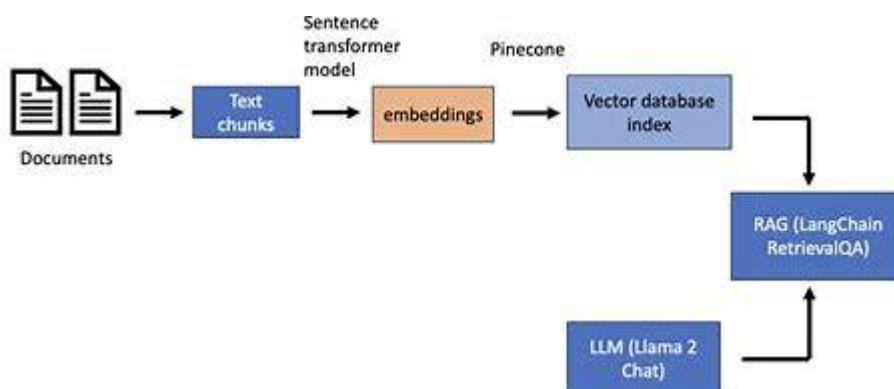 Sentence
transformer
model
Pinecone
Documents
Text
chunks
embeddings
Vector database
index
RAG (LangChain
RetrievalQA)
LLM (Llama 2
Chat)